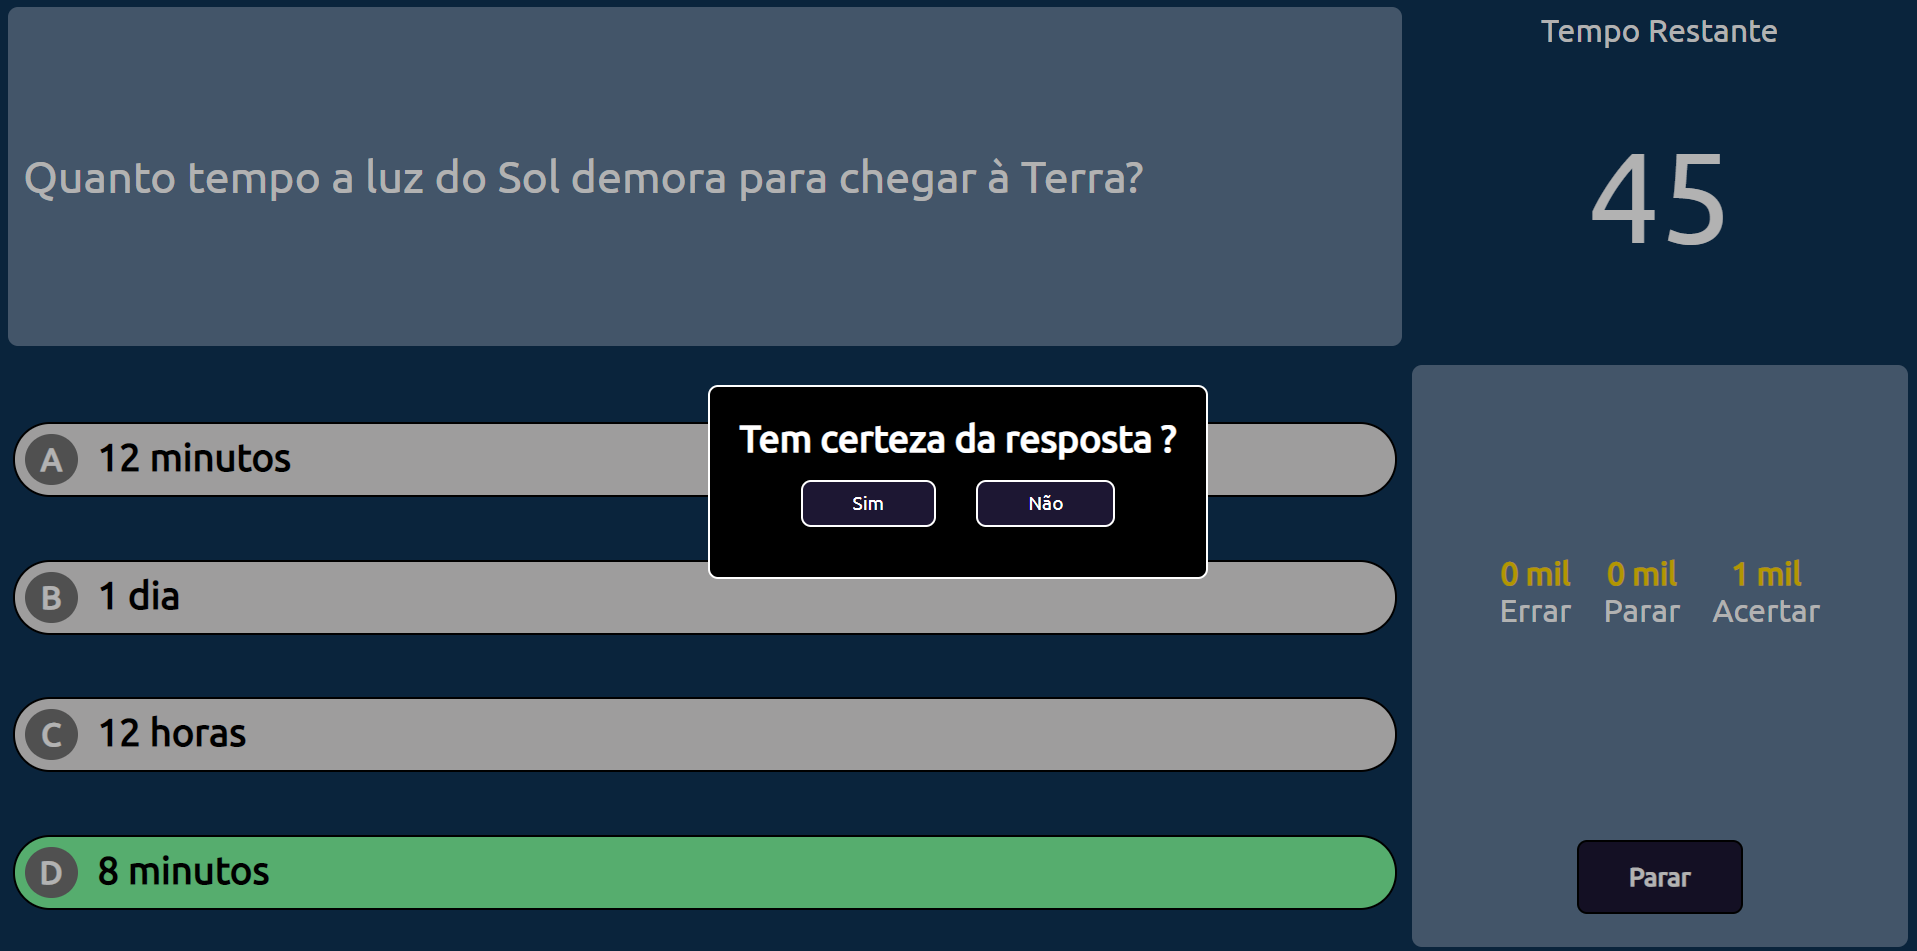 Quanto tempo a luz do Sol demora para chegar à Terra?
Tempo Restante
45
Tem certeza da resposta ?
Sim Não
A 12 minutos
B 1 dia
C 12 horas
D 8 minutos
0 mil 0 mil 1 mil
Errar Parar Acertar
Parar